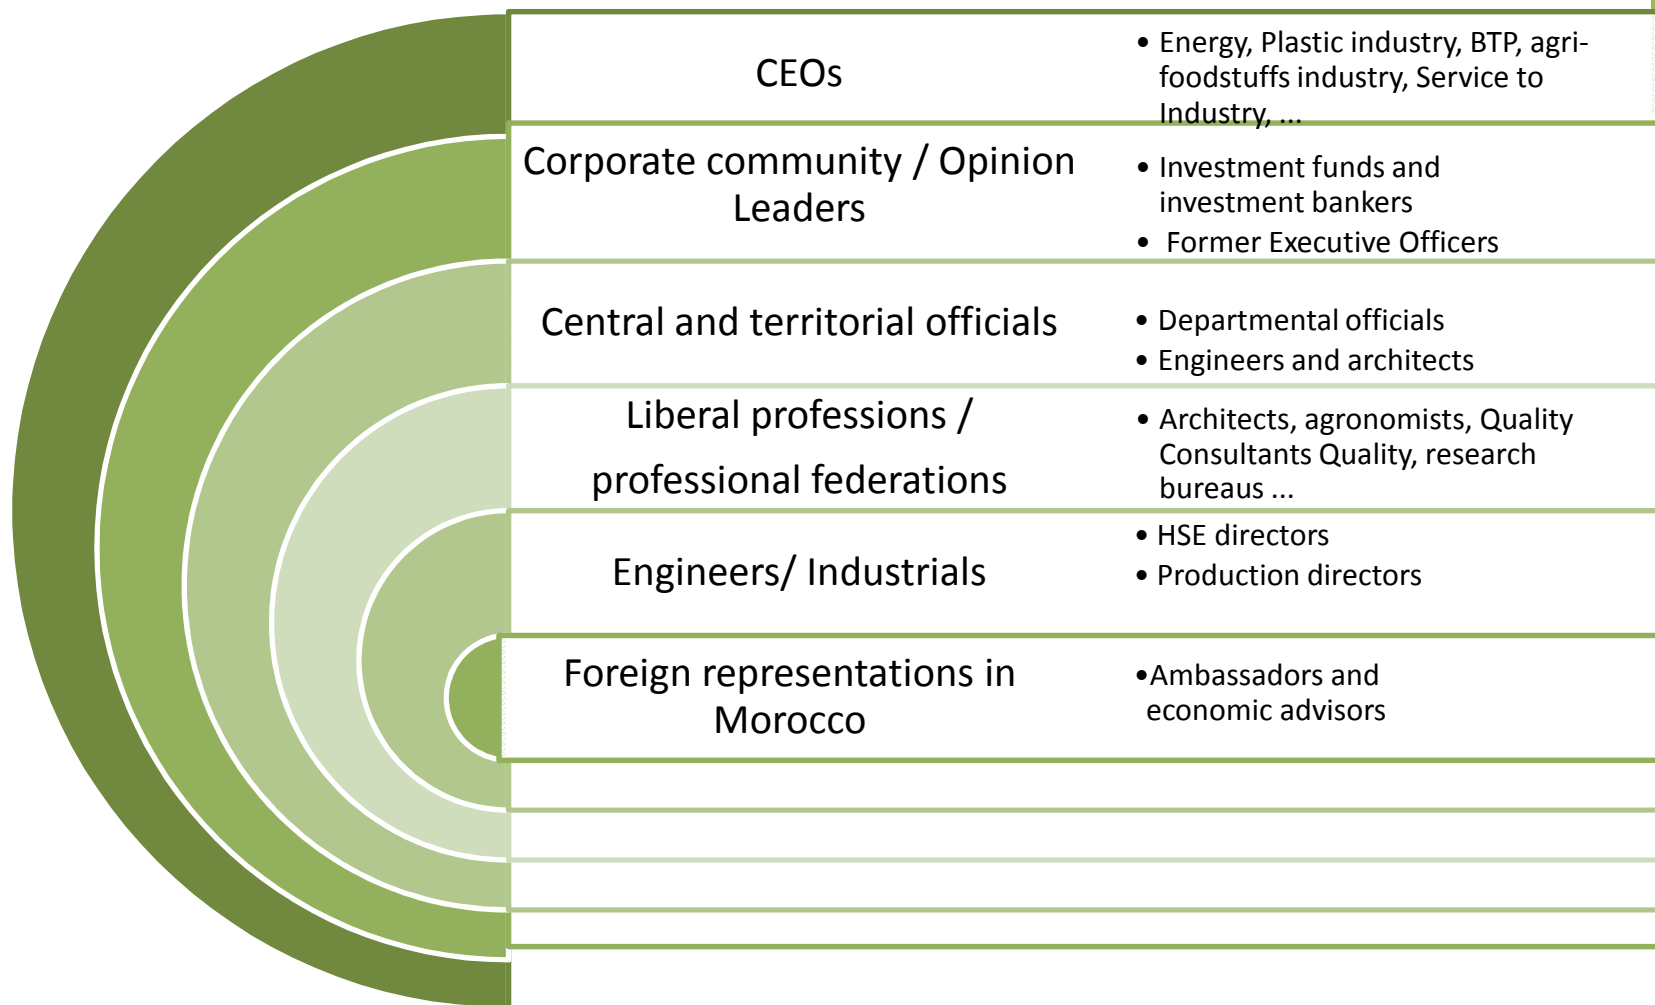 CEOs
• Energy, Plastic industry, BTP, agri-
foodstuffs industry, Service to
Industry, ...
Corporate community / Opinion
Leaders
• Investment funds and
investment bankers
• Former Executive Officers
Central and territorial officials
• Departmental officials
• Engineers and architects
Liberal professions /
professional federations
• Architects, agronomists, Quality
Consultants Quality, research
bureaus ...
Engineers/ Industrials
• HSE directors
• Production directors
Foreign representations in
Morocco
•Ambassadors and
economic advisors